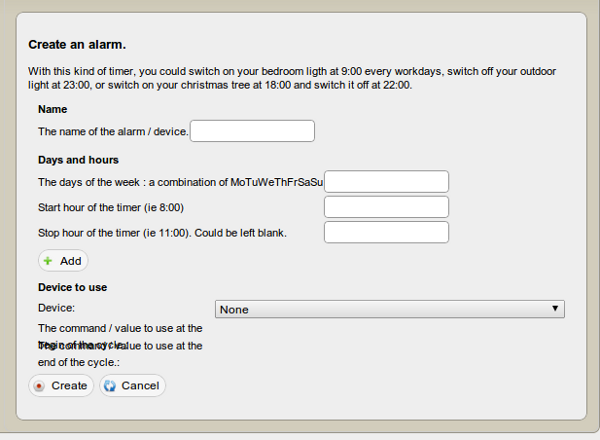 Create an alarm.
With this kind of timer, you could switch on your bedroom ligth at 9:00 every workdays, switch off your outdoor
light at 23:00, or switch on your christmas tree at 18:00 and switch it off at 22:00.
Name
The name of the alarm / device.
Days and hours
The days of the week : a combination of MoTuWeThFrSaSu
Start hour of the timer (ie 8:00)
Stop hour of the timer (ie 11:00). Could be left blank.
Add
Device to use
Device:
None
The command / value to use at the
begin of the cycle.:
The command / value to use at the
end of the cycle.:
Create
Cancel